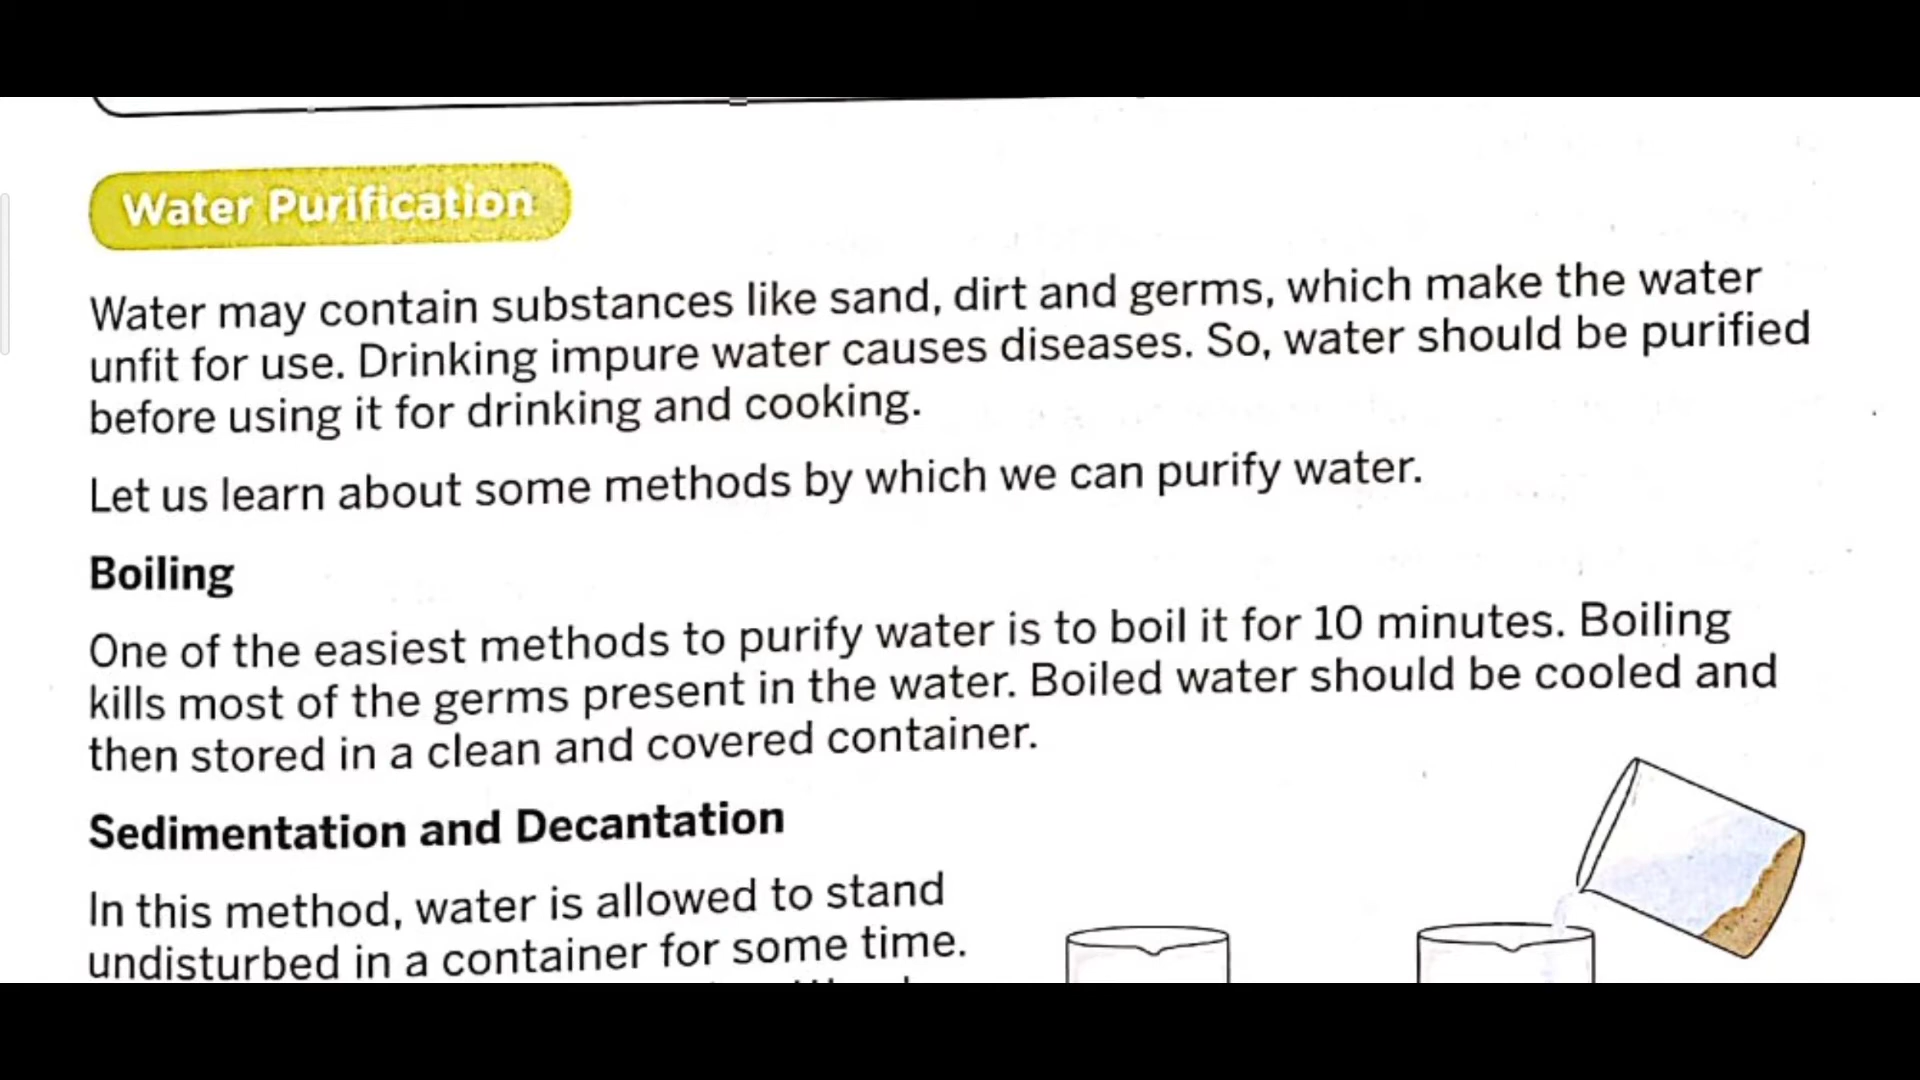 Water Purification
Water may contain substances like sand, dirt and germs, which make the water
unfit for use. Drinking impure water causes diseases. So, water should be purified
before using it for drinking and cooking.
Let us learn about some methods by which we can purify water.
Boiling
One of the easiest methods to purify water is to boil it for 10 minutes. Boiling
kills most of the germs present in the water. Boiled water should be cooled and
then stored in a clean and covered container.
Sedimentation and Decantation
In this method, water is allowed to stand
undisturbed in a container for some time.